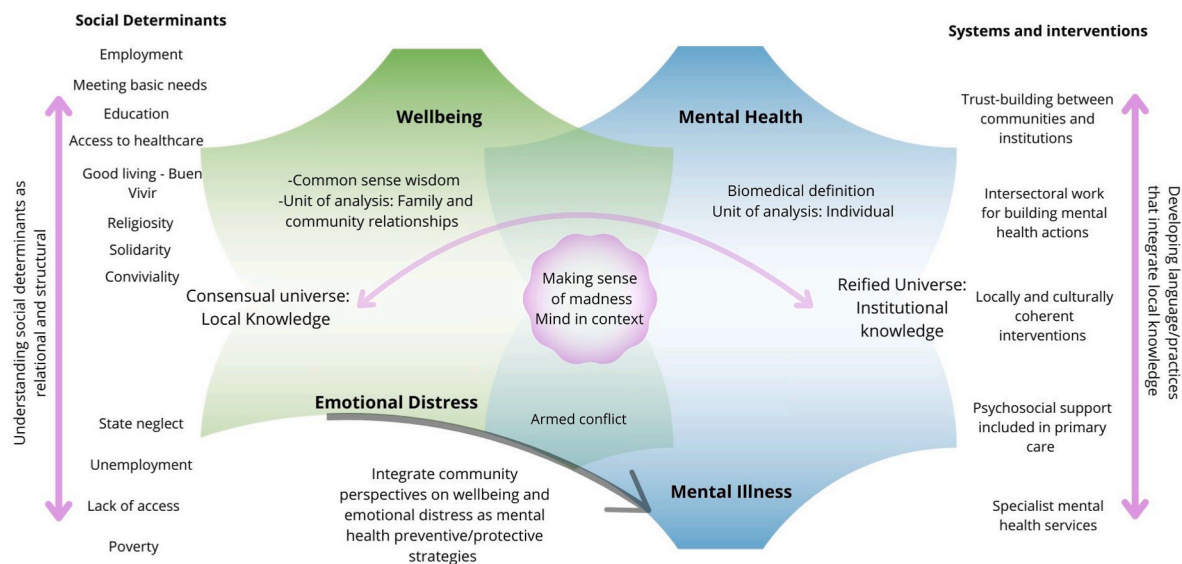 Social Determinants
Employment
Meeting basic needs
Education
Access to healthcare
Good living - Buen
Vivir
Religiosity
Solidarity
Conviviality
State neglect
Unemployment
Lack of access
Poverty
Understanding social determinants as
relational and structural
Wellbeing
-Common sense wisdom
-Unit of analysis: Family and
community relationships
Consensual universe:
Local Knowledge
Emotional Distress
Integrate community
perspectives on wellbeing and
emotional distress as mental
health preventive/protective
strategies
Making sense
of madness
Mind in context
Armed conflict
Mental Health
Biomedical definition
Unit of analysis: Individual
Reified Universe:
Institutional
knowledge
Mental Illness
Systems and interventions
Trust-building between
communities and
institutions
Intersectoral work
for building mental
health actions
Locally and culturally
coherent
interventions
Psychosocial support
included in primary
care
Specialist mental
health services
Developing language/practices
that integrate local knowledge